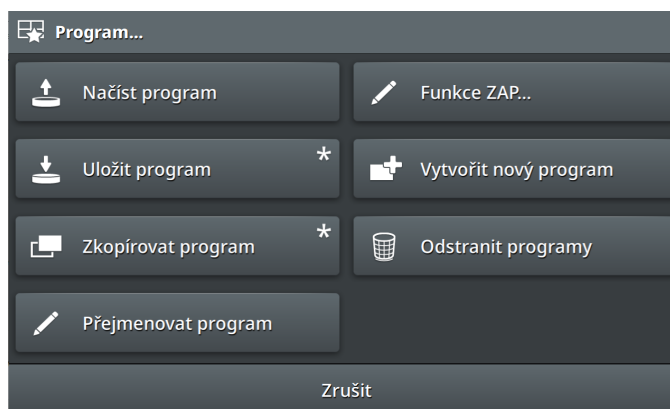 Program...
Načíst program
Funkce ZAP...
Uložit program *
Vytvořit nový program
Zkopírovat program *
Odstranit programy
Přejmenovat program
Zrušit